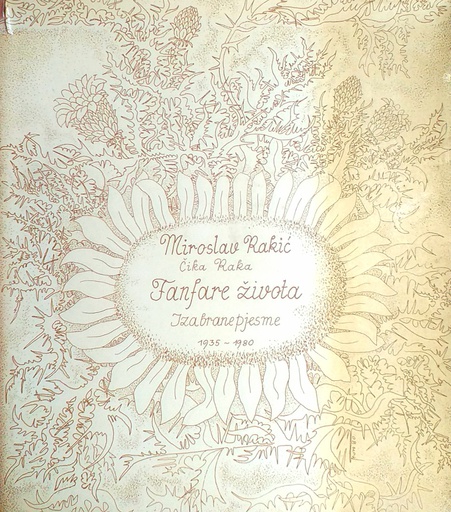 Miroslav Rakić
Čika Raka
Fanfare života
Izabrane pjesme
1935 - 1980